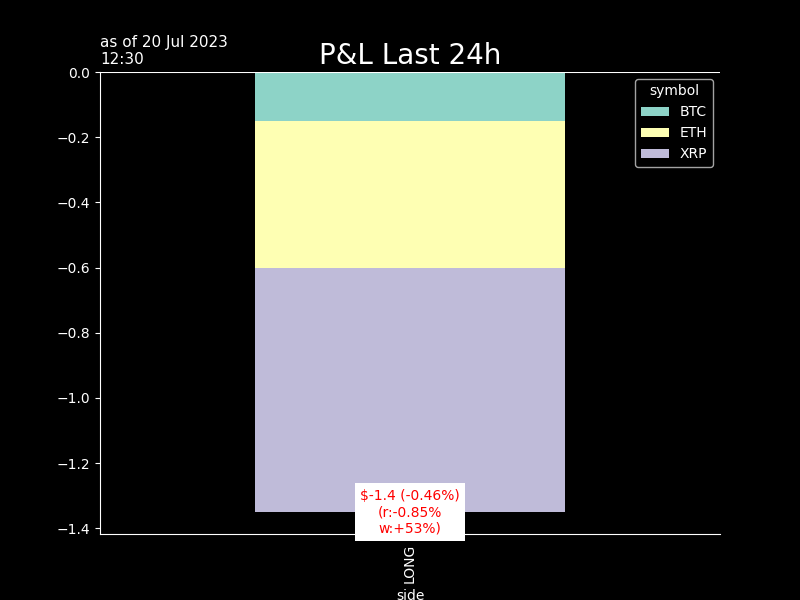 as of 20 Jul 2023
12:30
P&L Last 24h
symbol
BTC
ETH
XRP
0.0
−0.2
−0.4
−0.6
−0.8
−1.0
−1.2
−1.4
$-1.4 (-0.46%)
(r:-0.85%
w:+53%)
LONG
side